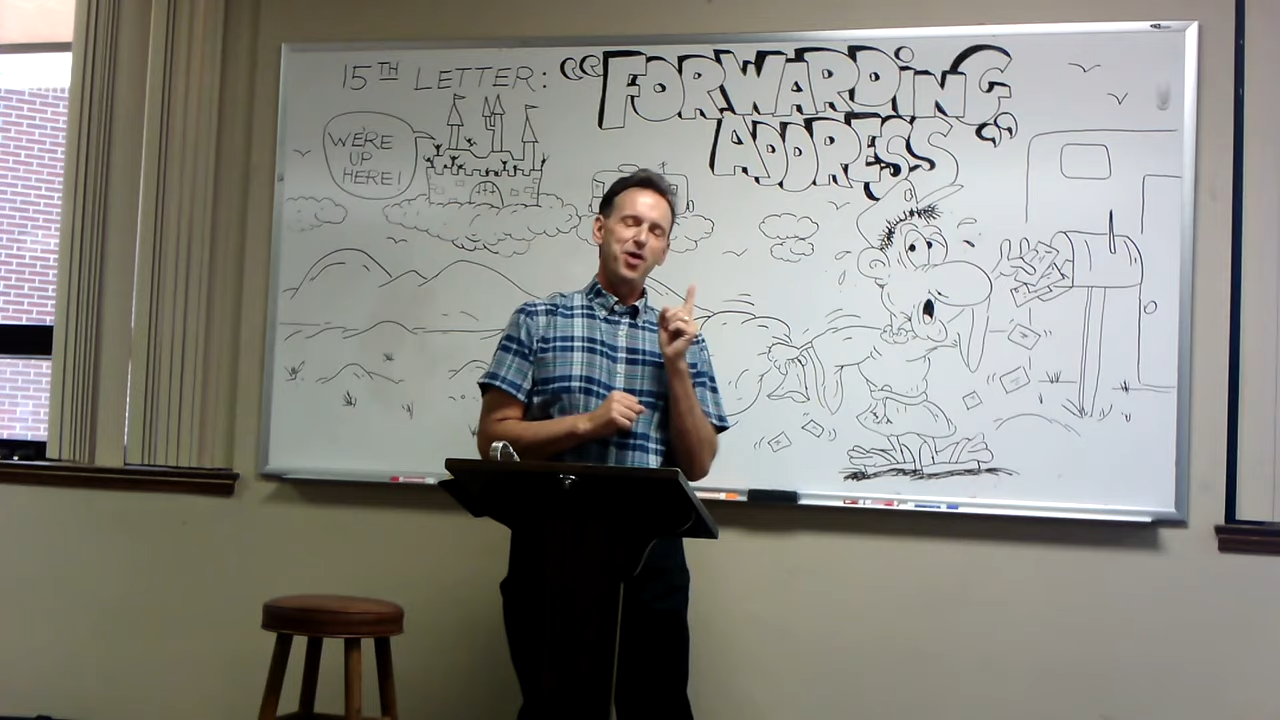 15TH LETTER: "FORWARDiNG
ADDRESS"
WE'RE
UP
HERE!